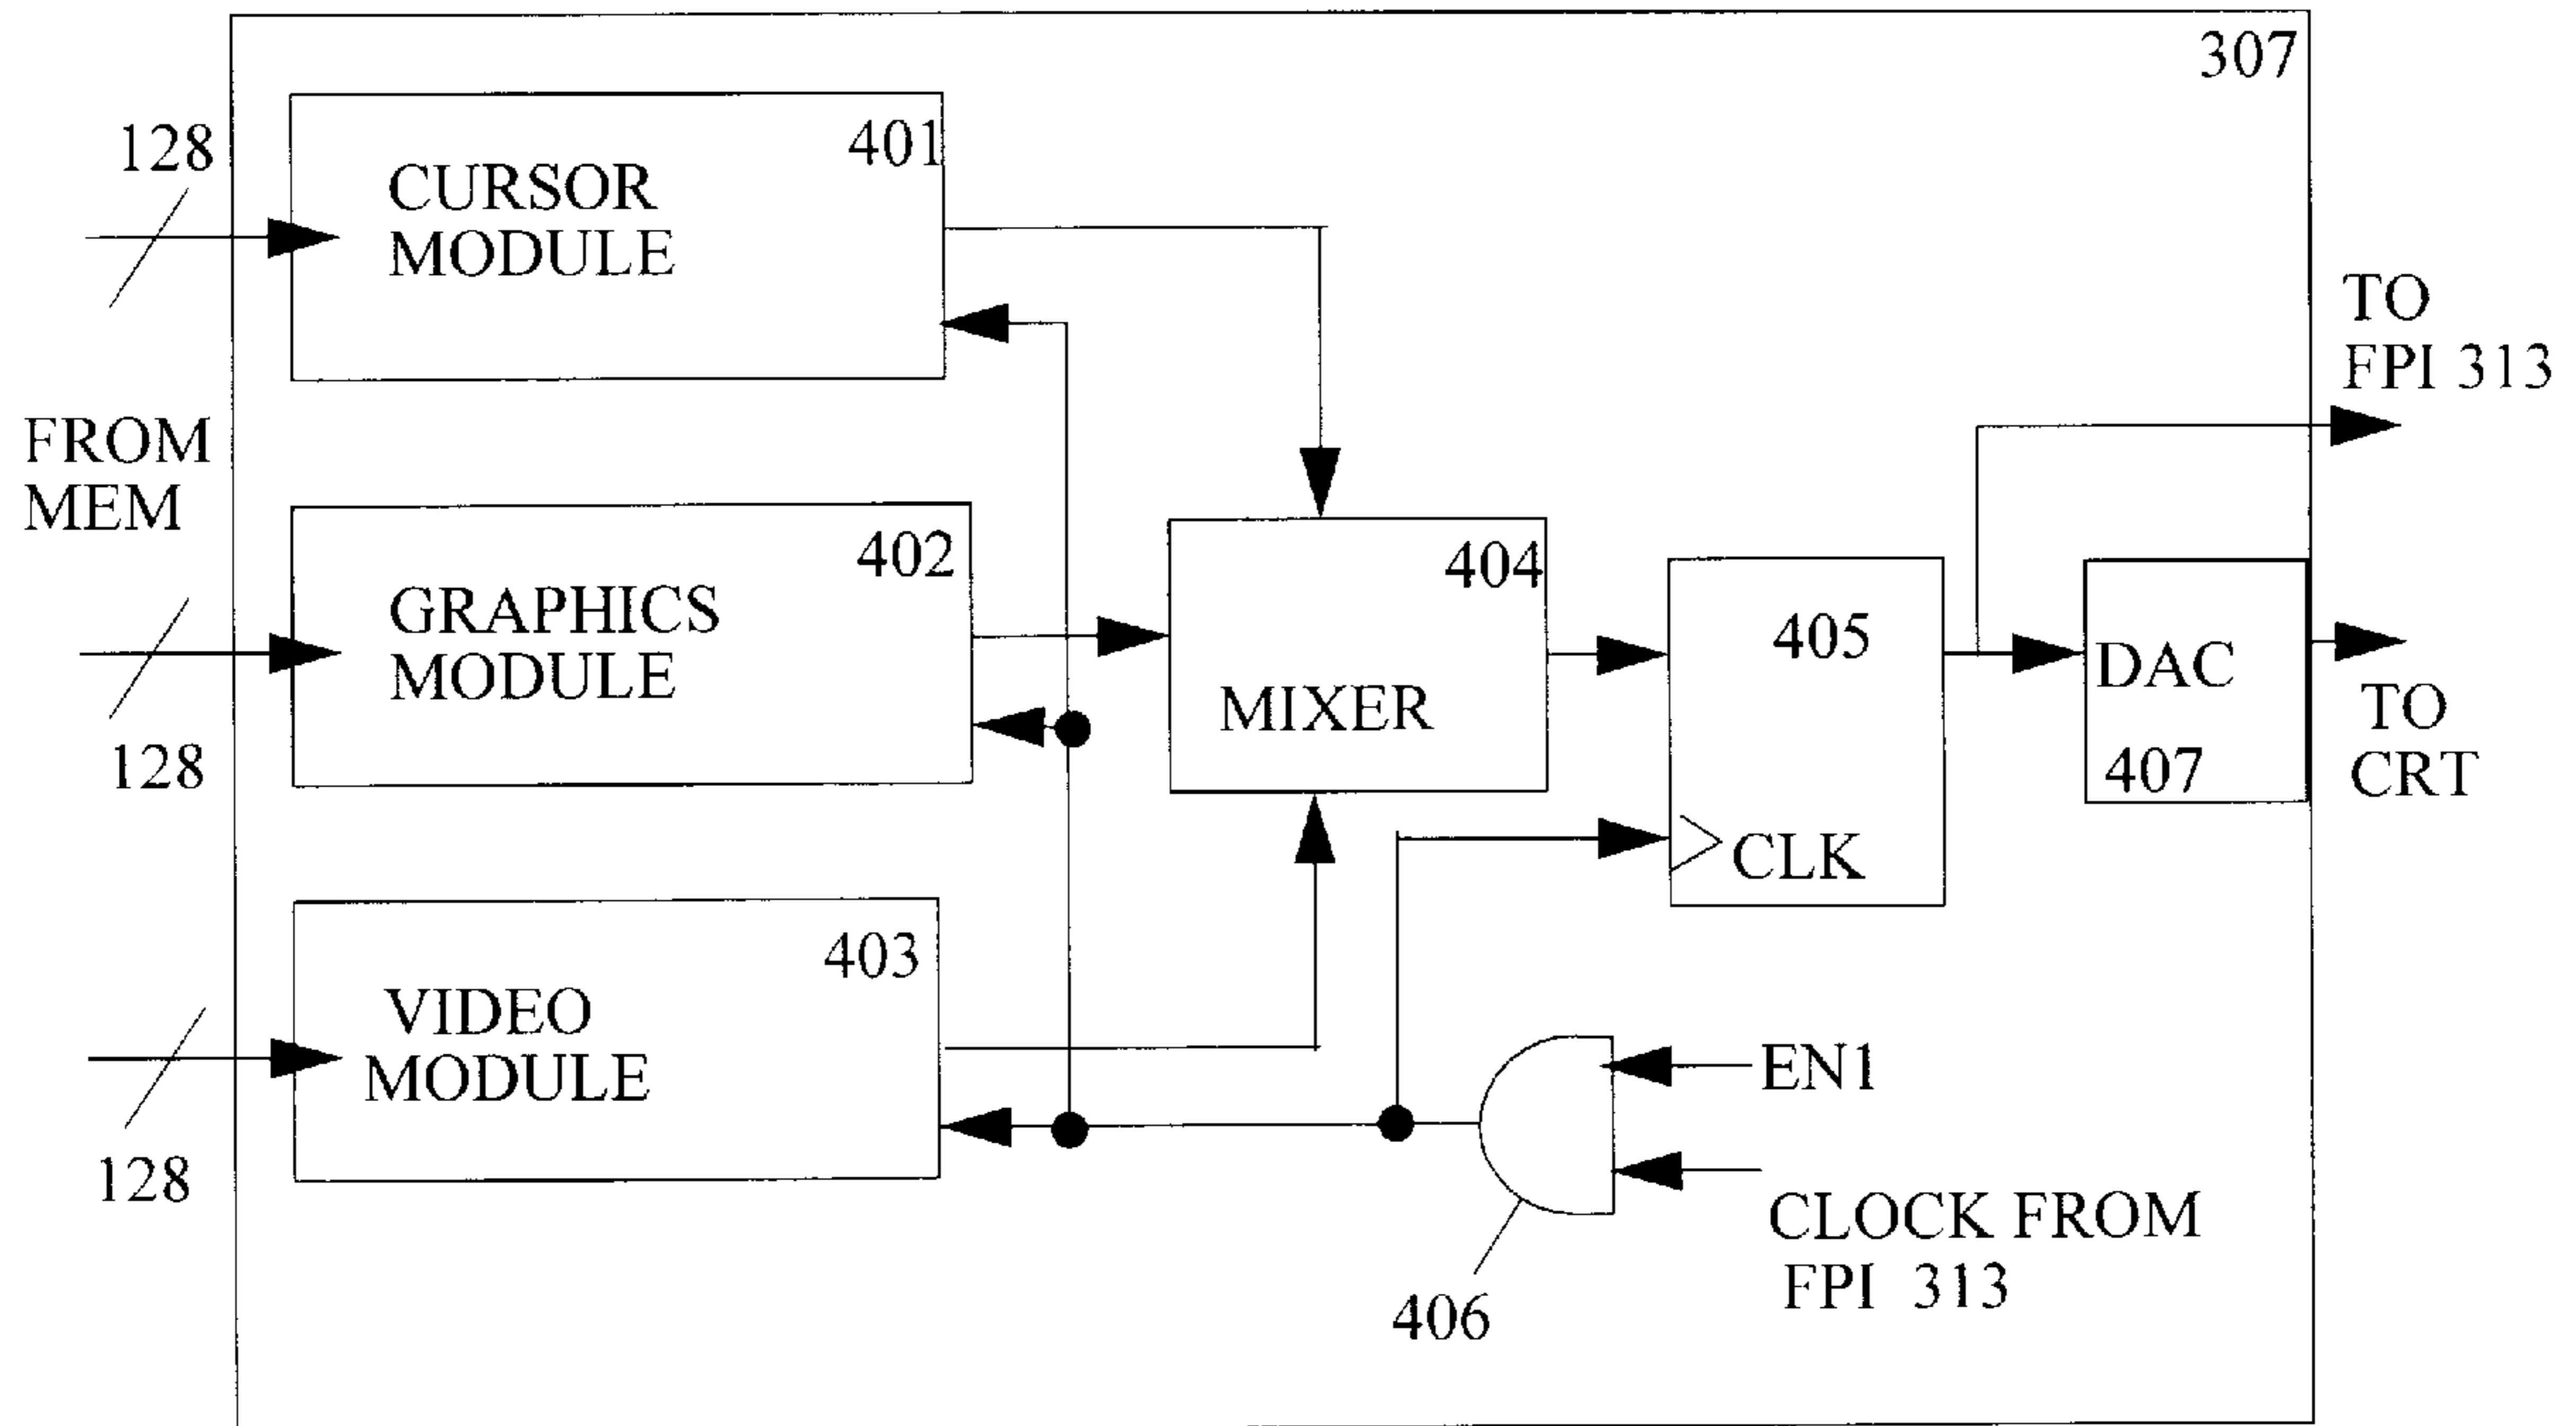 307
128
401
CURSOR
MODULE
TO
FPI 313
FROM
MEM
402
GRAPHICS
MODULE
128
404
MIXER
405
CLK
DAC
407
TO
CRT
403
VIDEO
MODULE
128
EN1
CLOCK FROM
FPI 313
406